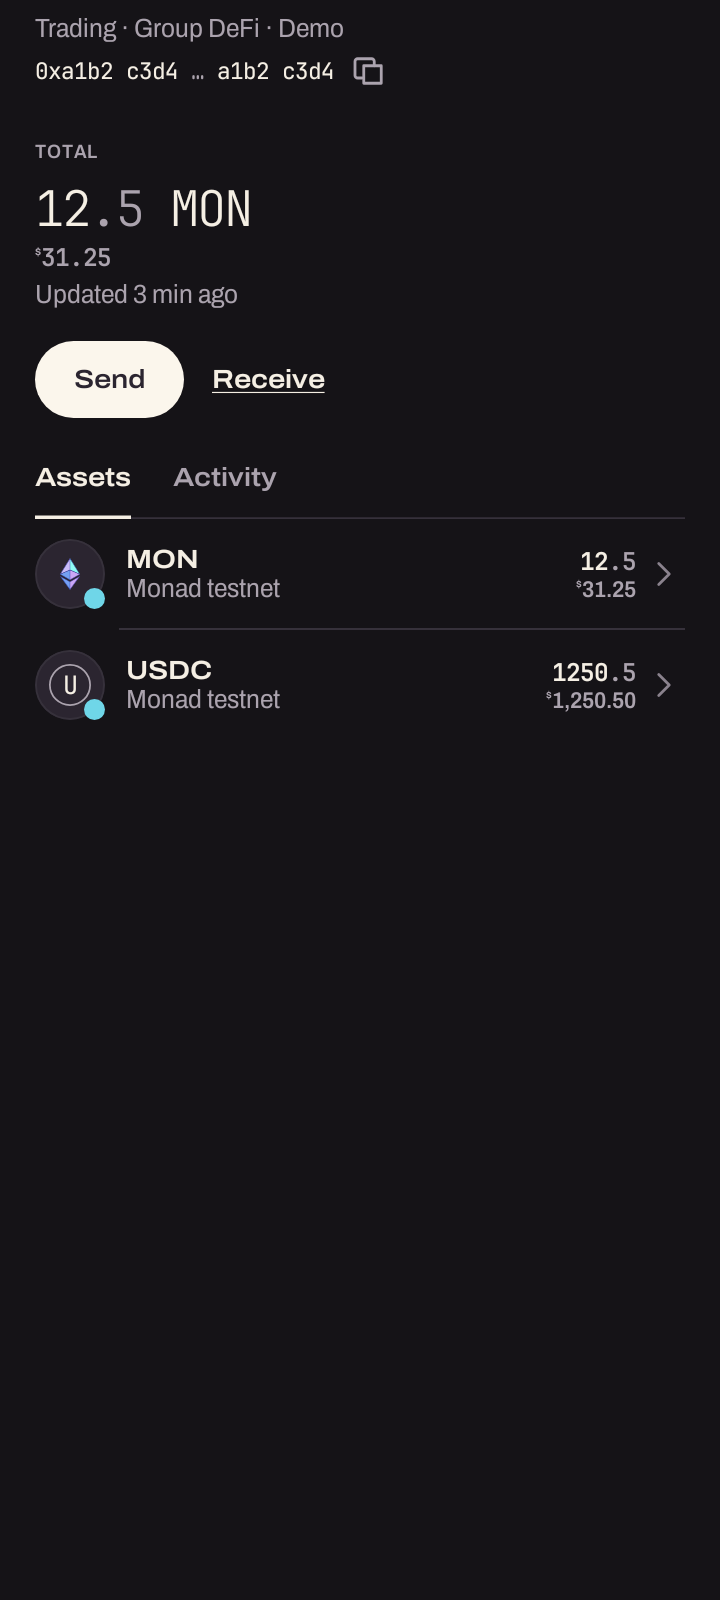 Trading · Group DeFi · Demo
0xa1b2 c3d4 … a1b2 c3d4
TOTAL
12.5 MON
$31.25
Updated 3 min ago
Send Receive
Assets Activity
MON 12.5
Monad testnet $31.25
USDC 1250.5
U
Monad testnet $1,250.50